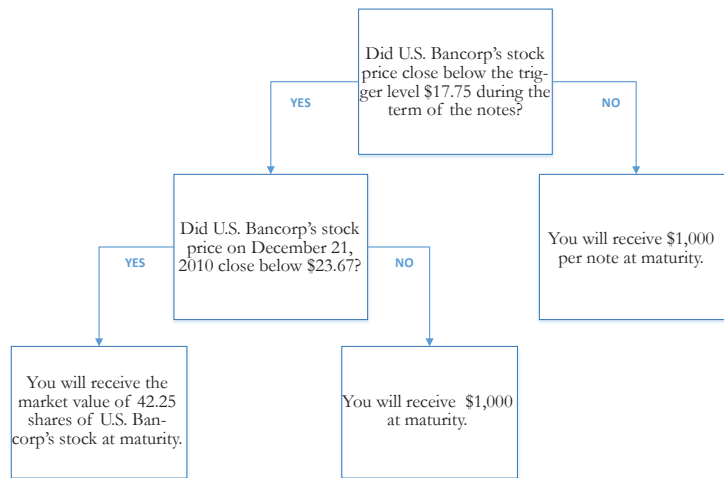 Did U.S. Bancorp's stock
price close below the trig-
ger level $17.75 during the
term of the notes?
YES
NO
Did U.S. Bancorp's stock
price on December 21,
2010 close below $23.67?
You will receive $1,000
per note at maturity.
YES
NO
You will receive the
market value of 42.25
shares of U.S. Ban-
corp's stock at maturity.
You will receive $1,000
at maturity.